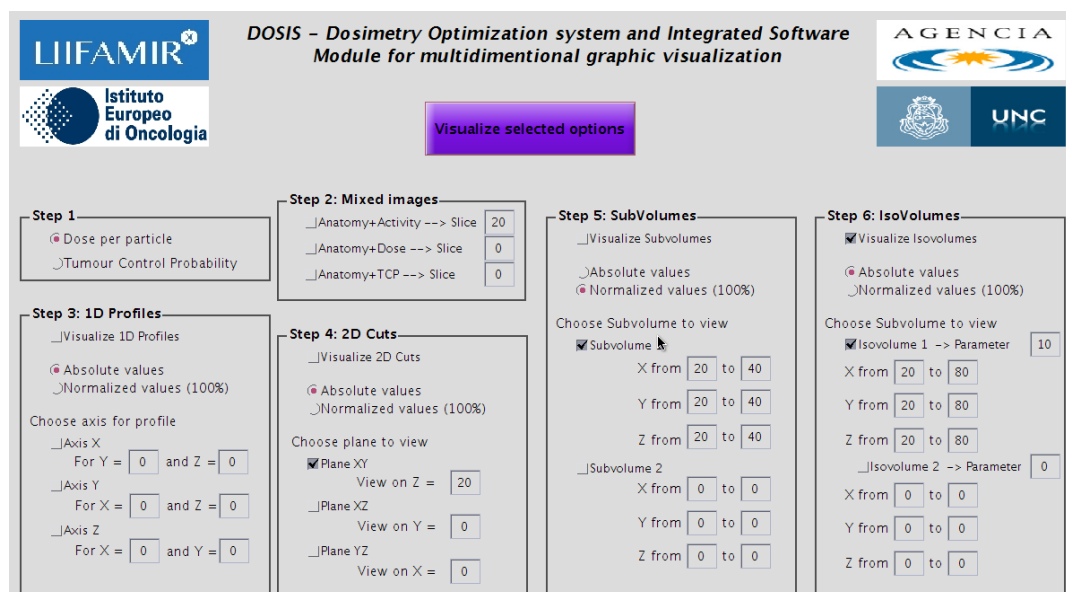 LIIFAMIR x
DOSIS – Dosimetry Optimization system and Integrated Software
Module for multidimentional graphic visualization
AGENCIA
Istituto
Europeo
di Oncologia
Visualize selected options
UNC
Step 1
Dose per particle
Tumour Control Probability
Step 2: Mixed images
Anatomy+Activity --> Slice 20
Anatomy+Dose --> Slice 0
Anatomy+TCP --> Slice 0
Step 3: 1D Profiles
Visualize 1D Profiles
Absolute values
Normalized values (100%)
Choose axis for profile
Axis X
For Y = 0 and Z = 0
Axis Y
For X = 0 and Z = 0
Axis Z
For X = 0 and Y = 0
Step 4: 2D Cuts
Visualize 2D Cuts
Absolute values
Normalized values (100%)
Choose plane to view
Plane XY
View on Z = 20
Plane XZ
View on Y = 0
Plane YZ
View on X = 0
Step 5: SubVolumes
Visualize Subvolumes
Absolute values
Normalized values (100%)
Choose Subvolume to view
Subvolume
X from 20 to 40
Y from 20 to 40
Z from 20 to 40
Subvolume 2
X from 0 to 0
Y from 0 to 0
Z from 0 to 0
Step 6: IsoVolumes
Visualize Isovolumes
Absolute values
Normalized values (100%)
Choose Subvolume to view
Isovolume 1 -> Parameter 10
X from 20 to 80
Y from 20 to 80
Z from 20 to 80
Isovolume 2 -> Parameter 0
X from 0 to 0
Y from 0 to 0
Z from 0 to 0